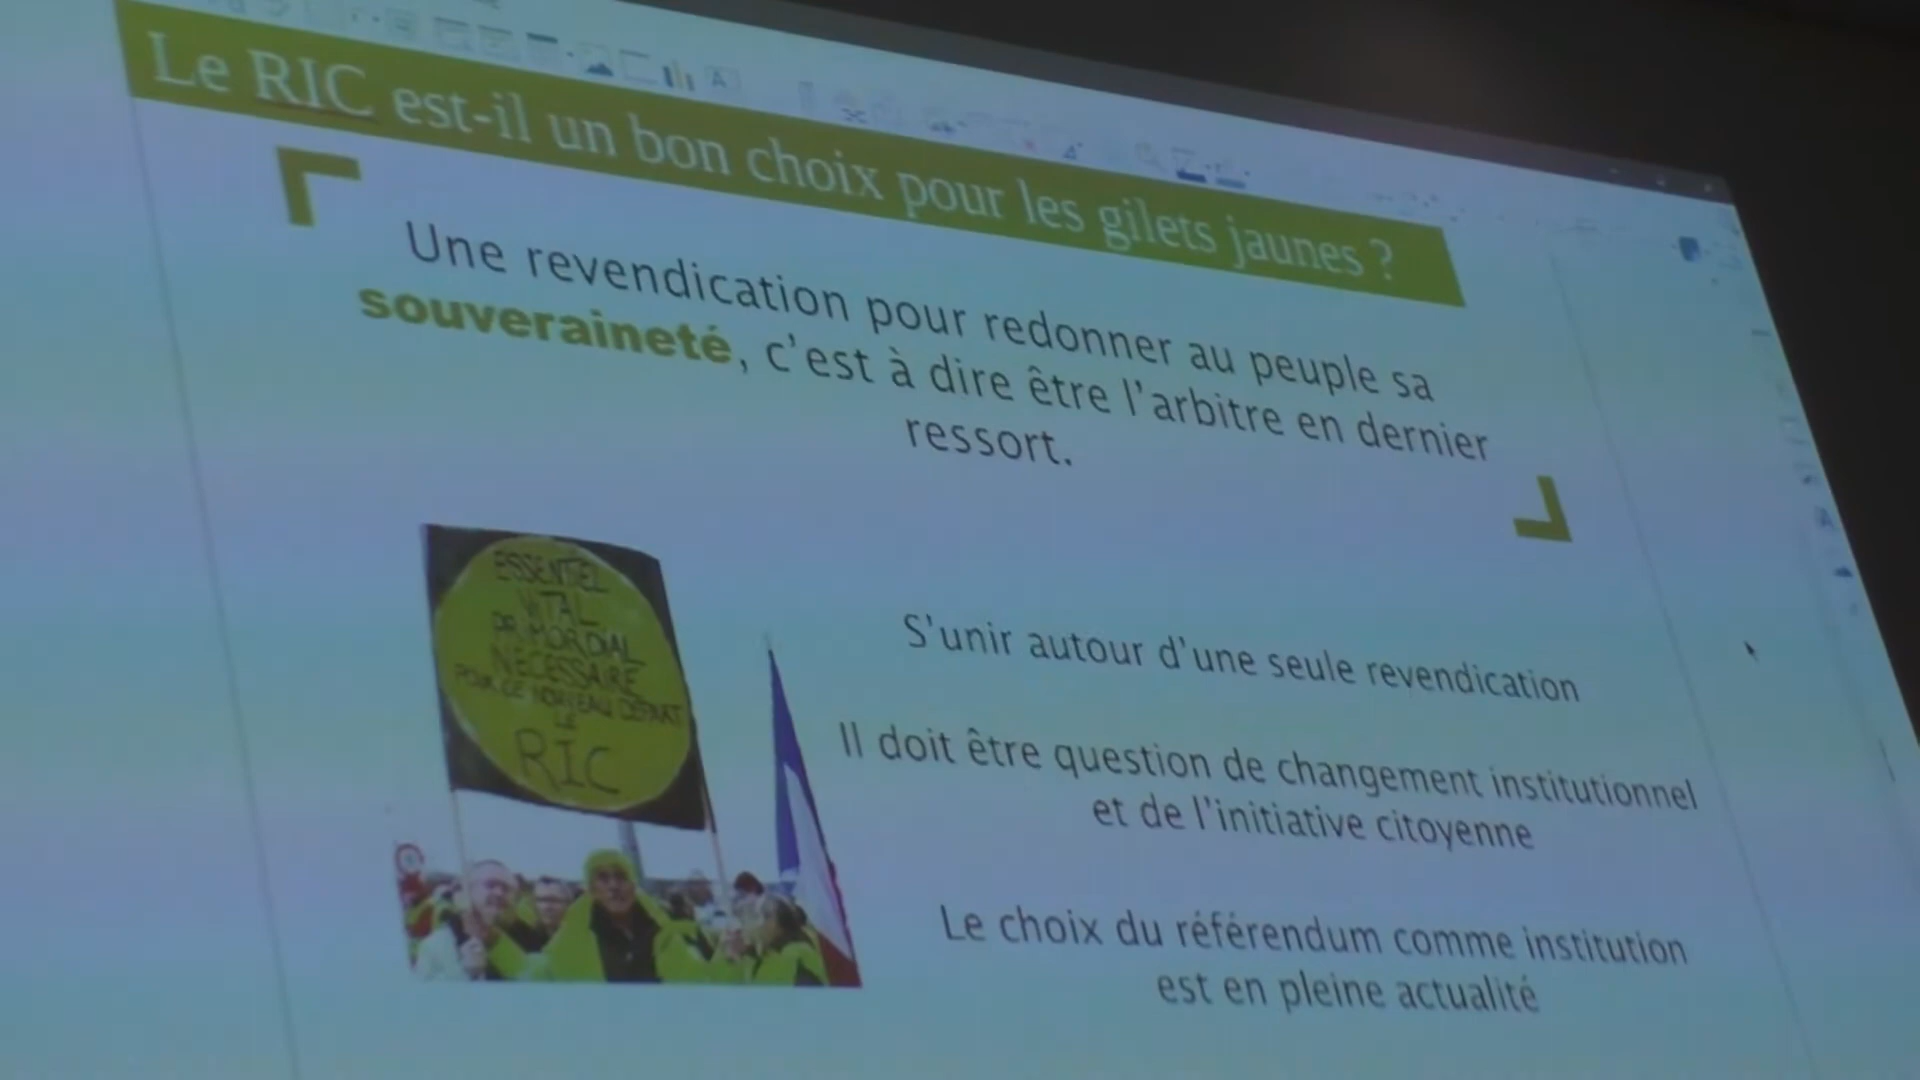 Le RIC est-il un bon choix pour les gilets jaunes ?
Une revendication pour redonner au peuple sa
souveraineté, c'est à dire être l'arbitre en dernier
ressort.
ESSENTIEL
VITAL
PRIMORDIAL
NECESSAIRE
POUR CE NOUVEAU DÉPART
LE
RIC
S'unir autour d'une seule revendication
Il doit être question de changement institutionnel
et de l'initiative citoyenne
Le choix du référendum comme institution
est en pleine actualité